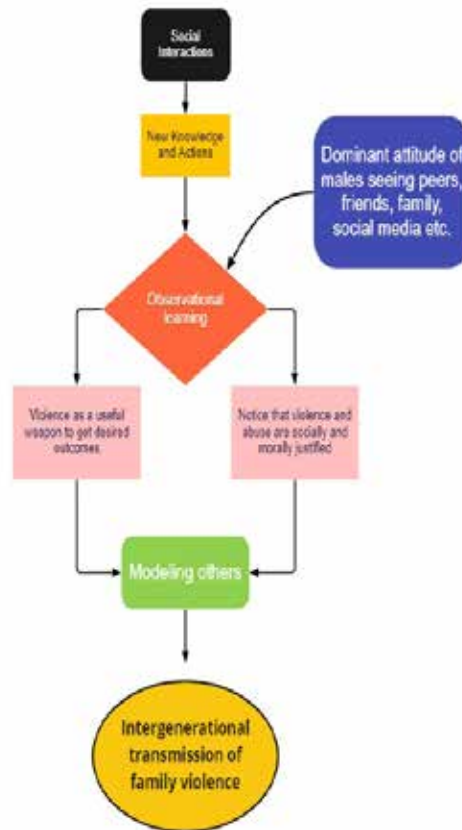 Social
Interactions
New Knowledge
and Actions
Dominant attitude of
males seeing peers,
friends, family,
social media etc.
Observational
learning
Violence as a useful
weapon to get desired
outcomes
Notice that violence and
abuse are socially and
morally justified
Modeling others
Intergenerational
transmission of
family violence